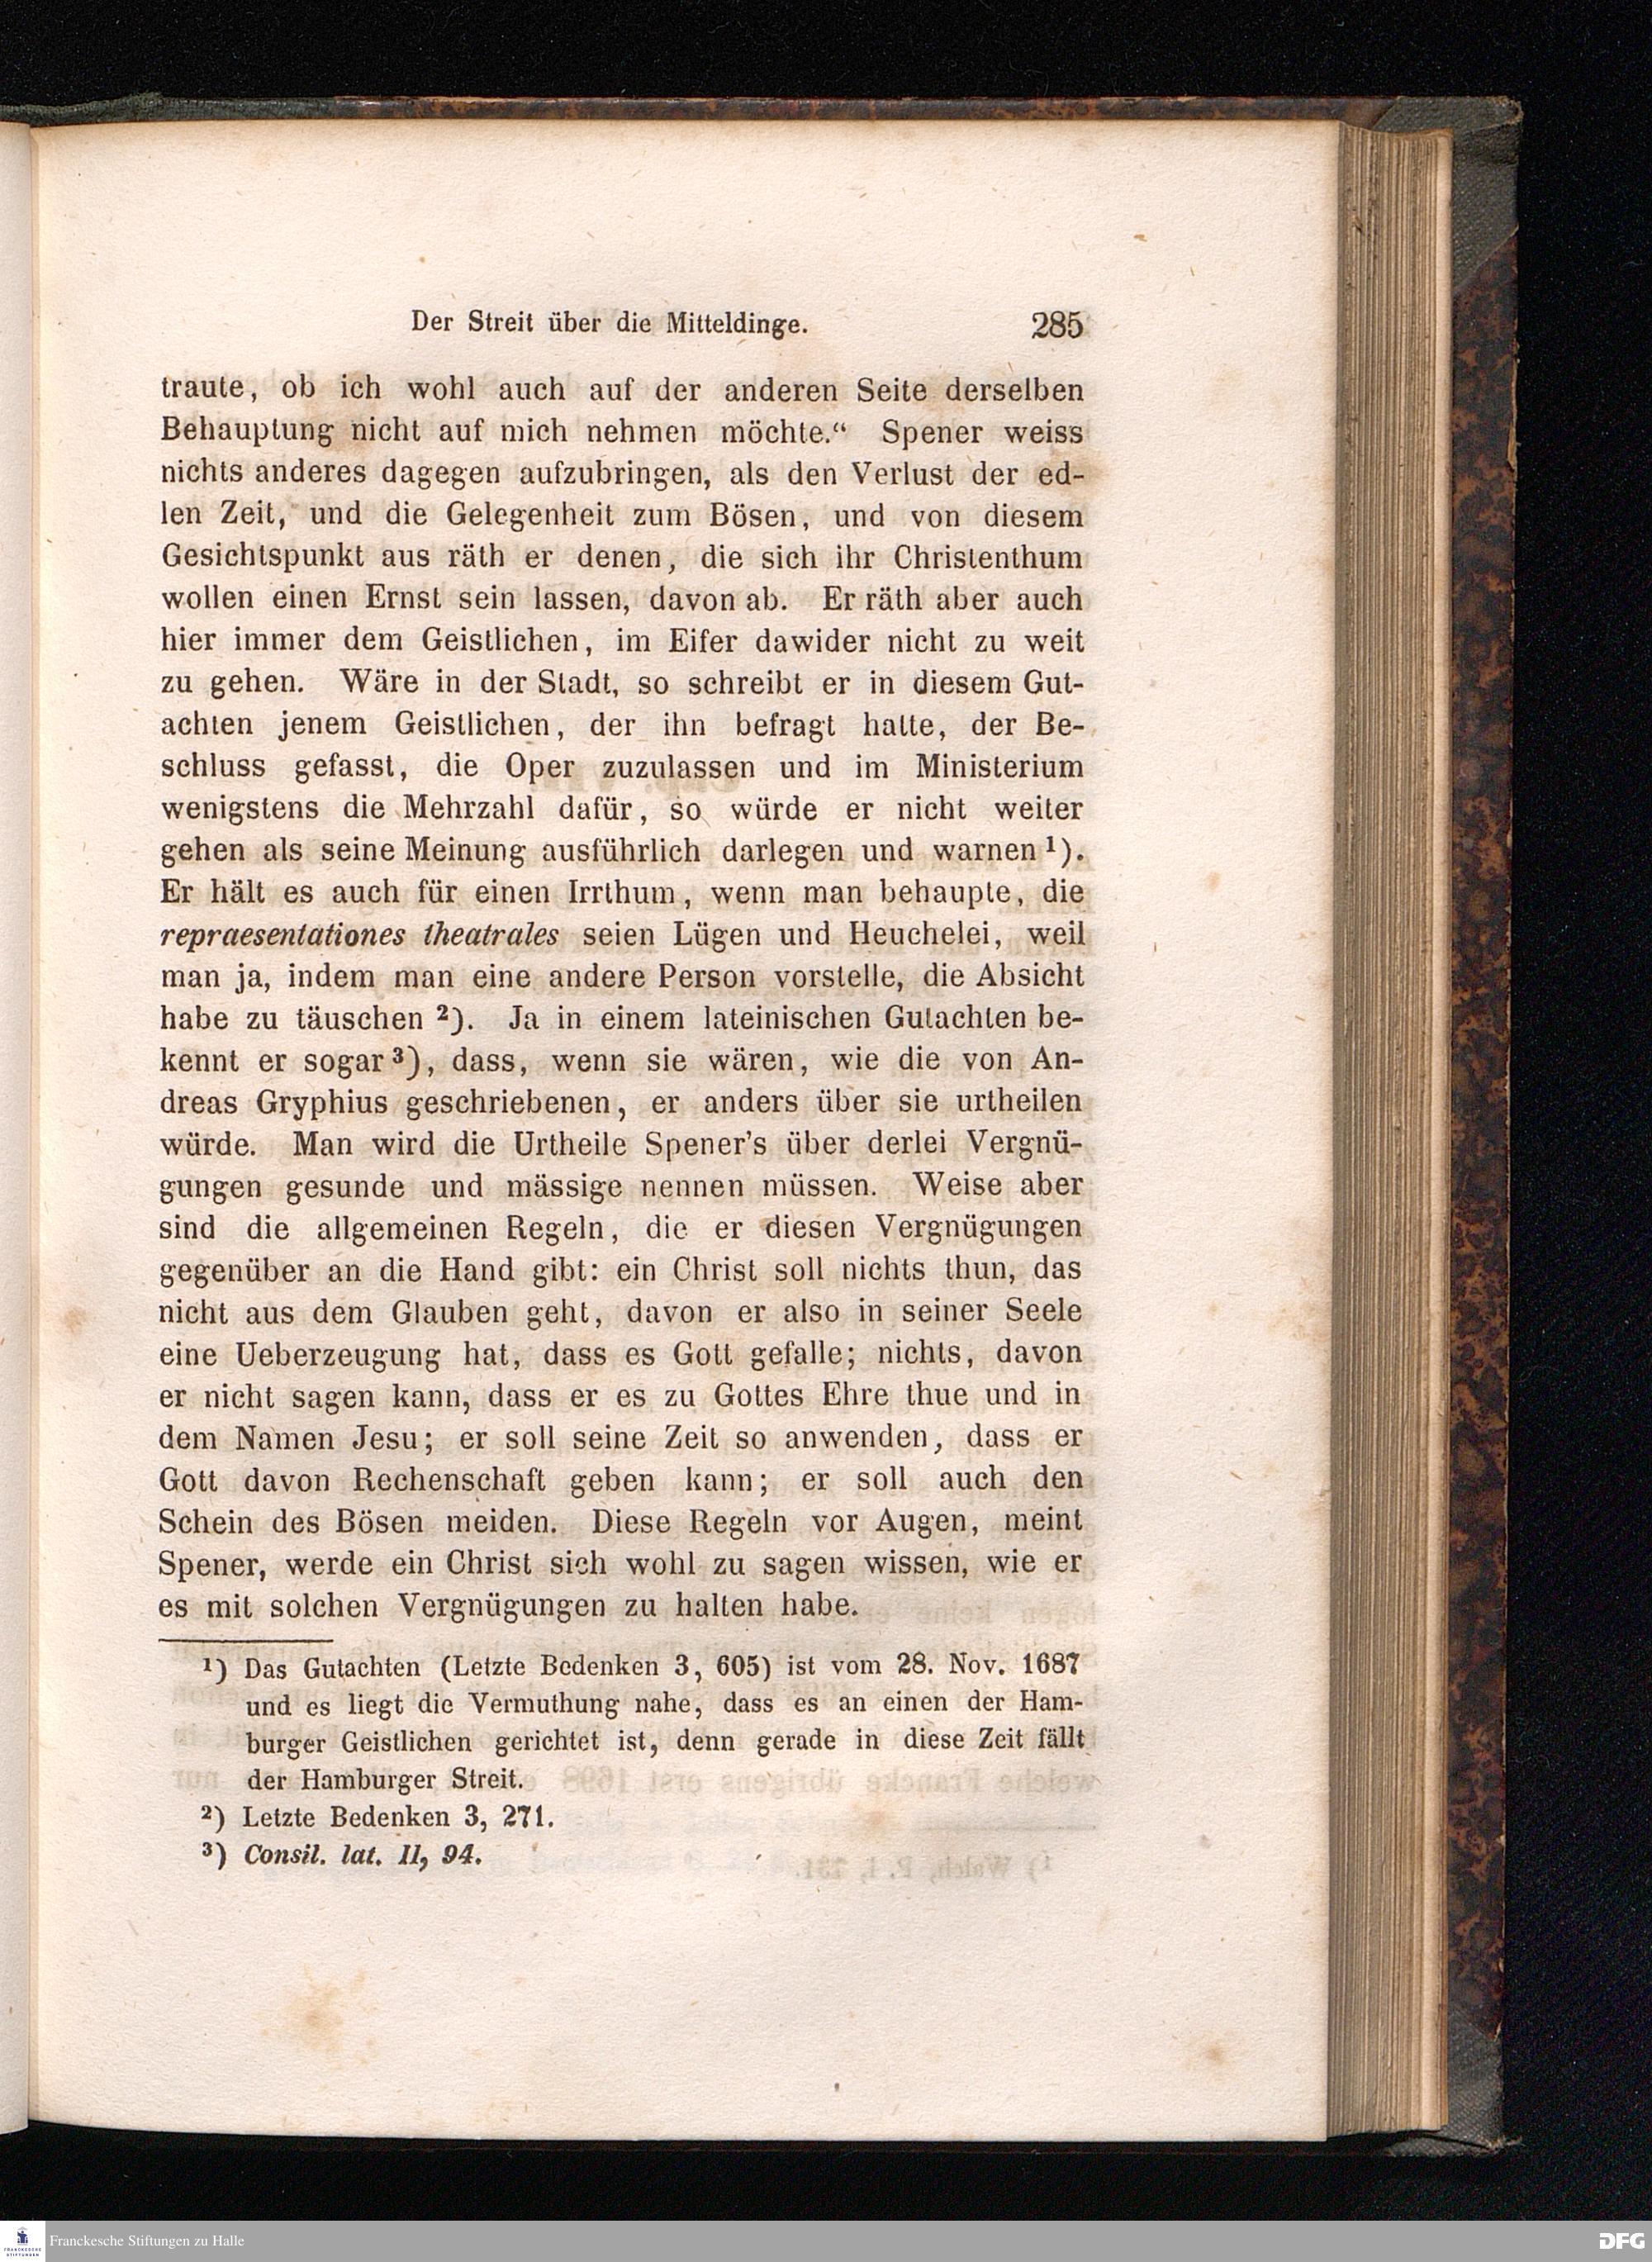 Der Streit über die Mitteldinge. 285
traute, ob ich wohl auch auf der anderen Seite derselben
Behauptung nicht auf mich nehmen möchte.“ Spener weiss
nichts anderes dagegen aufzubringen, als den Verlust der ed-
len Zeit, und die Gelegenheit zum Bösen, und von diesem
Gesichtspunkt aus räth er denen, die sich ihr Christenthum
wollen einen Ernst sein lassen, davon ab. Er räth aber auch
hier immer dem Geistlichen, im Eifer dawider nicht zu weit
zu gehen. Wäre in der Stadt, so schreibt er in diesem Gut-
achten jenem Geistlichen, der ihn befragt hatte, der Be-
schluss gefasst, die Oper zuzulassen und im Ministerium
wenigstens die Mehrzahl dafür, so würde er nicht weiter
gehen als seine Meinung ausführlich darlegen und warnen ¹).
Er hält es auch für einen Irrthum, wenn man behaupte, die
repraesentationes theatrales seien Lügen und Heuchelei, weil
man ja, indem man eine andere Person vorstelle, die Absicht
habe zu täuschen ²). Ja in einem lateinischen Gutachten be-
kennt er sogar ³), dass, wenn sie wären, wie die von An-
dreas Gryphius geschriebenen, er anders über sie urtheilen
würde. Man wird die Urtheile Spener’s über derlei Vergnü-
gungen gesunde und mässige nennen müssen. Weise aber
sind die allgemeinen Regeln, die er diesen Vergnügungen
gegenüber an die Hand gibt: ein Christ soll nichts thun, das
nicht aus dem Glauben geht, davon er also in seiner Seele
eine Ueberzeugung hat, dass es Gott gefalle; nichts, davon
er nicht sagen kann, dass er es zu Gottes Ehre thue und in
dem Namen Jesu; er soll seine Zeit so anwenden, dass er
Gott davon Rechenschaft geben kann; er soll auch den
Schein des Bösen meiden. Diese Regeln vor Augen, meint
Spener, werde ein Christ sich wohl zu sagen wissen, wie er
es mit solchen Vergnügungen zu halten habe.
¹) Das Gutachten (Letzte Bedenken 3, 605) ist vom 28. Nov. 1687
und es liegt die Vermuthung nahe, dass es an einen der Ham-
burger Geistlichen gerichtet ist, denn gerade in diese Zeit fällt
der Hamburger Streit.
²) Letzte Bedenken 3, 271.
³) Consil. lat. II, 94.
FRANCKESCHE
STIFTUNGEN
Franckesche Stiftungen zu Halle
DFG